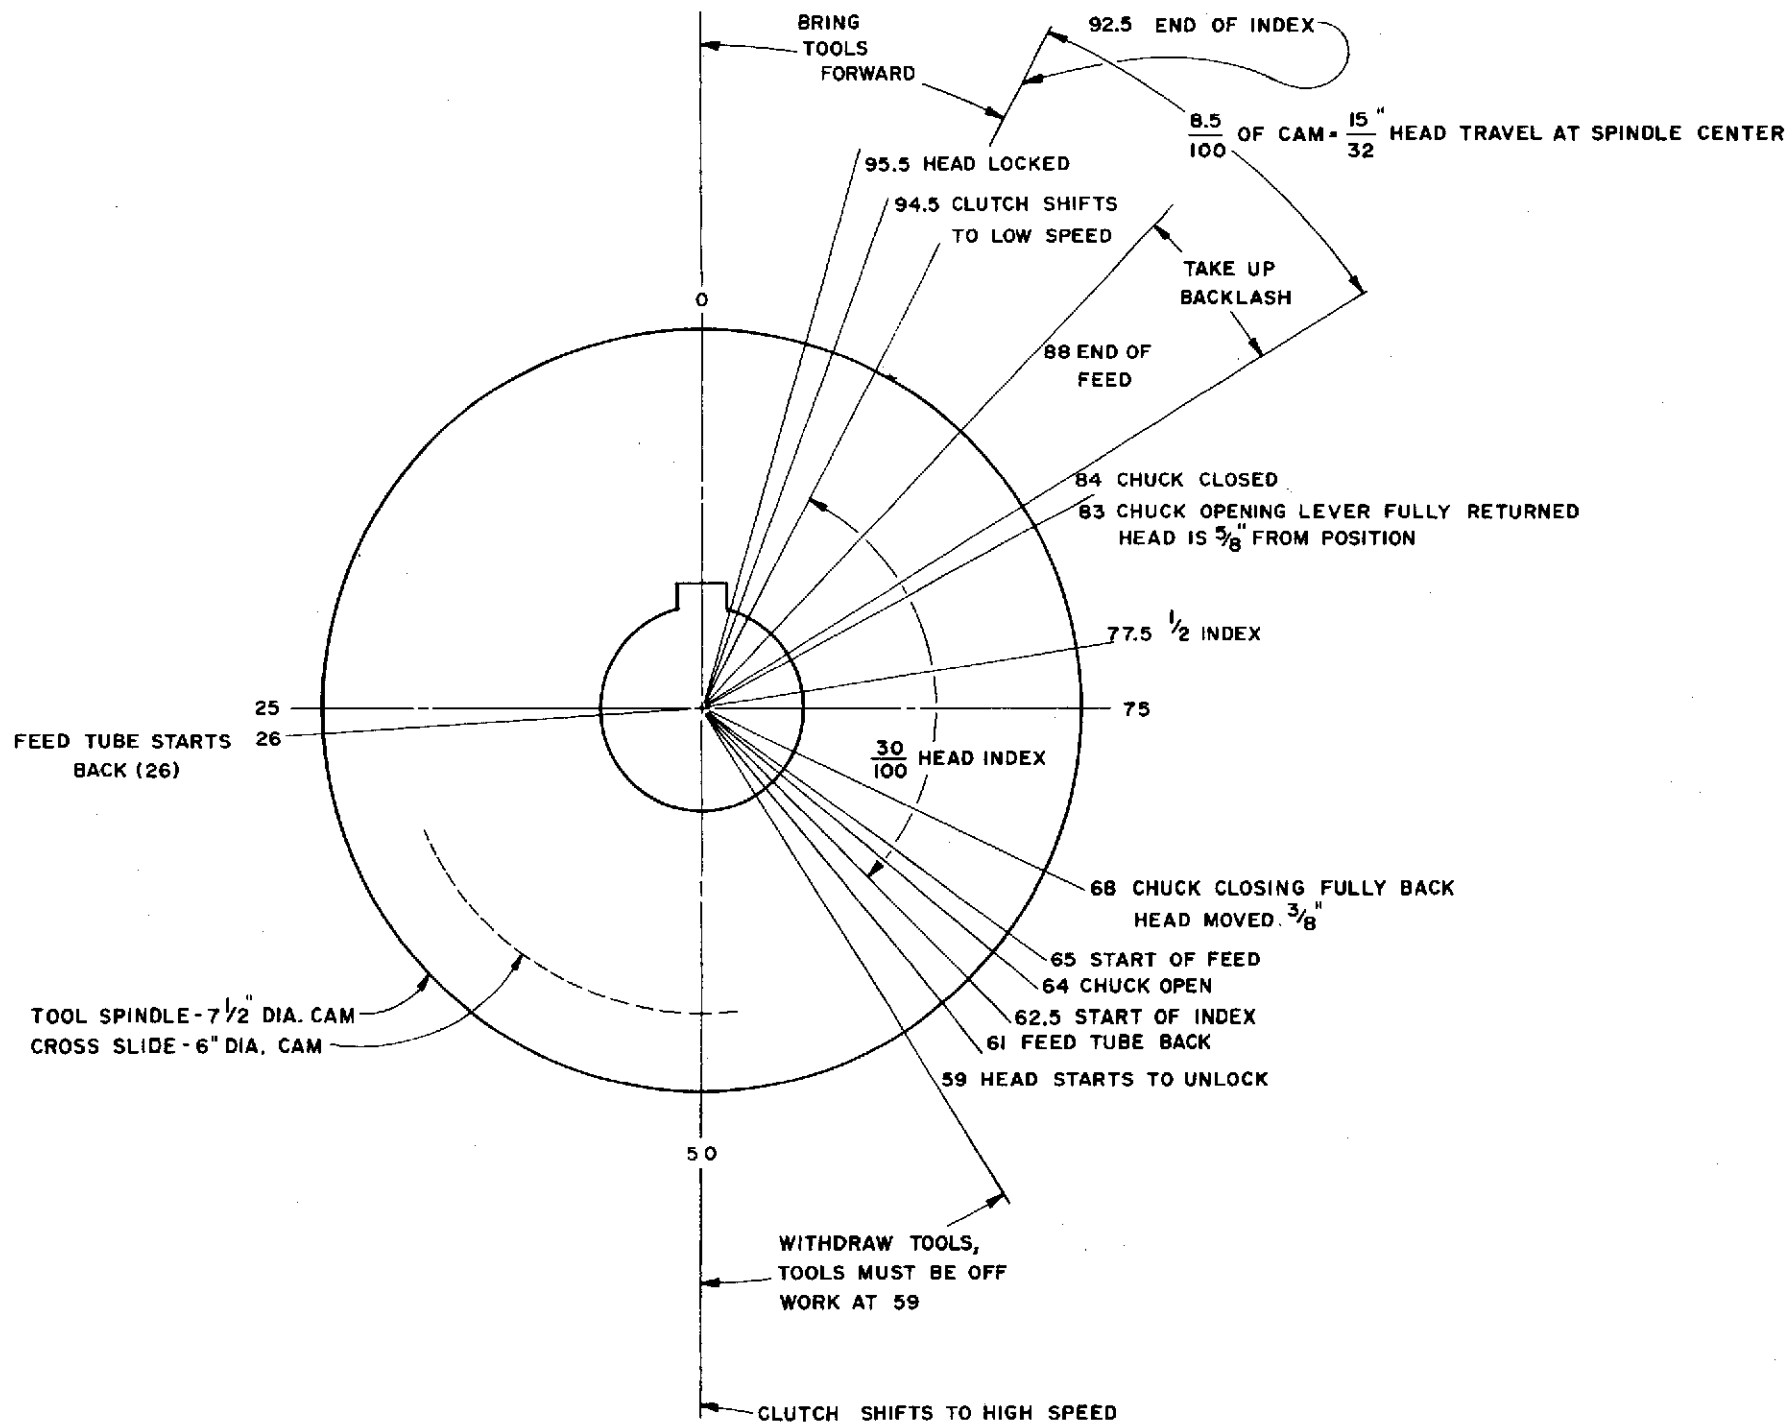 BRING
TOOLS
FORWARD
92.5 END OF INDEX
8.5/100 OF CAM = 15/32" HEAD TRAVEL AT SPINDLE CENTER
95.5 HEAD LOCKED
94.5 CLUTCH SHIFTS
TO LOW SPEED
TAKE UP
BACKLASH
0
88 END OF
FEED
84 CHUCK CLOSED
83 CHUCK OPENING LEVER FULLY RETURNED
HEAD IS 5/8" FROM POSITION
77.5 1/2 INDEX
25
75
FEED TUBE STARTS
BACK (26)
26
30/100 HEAD INDEX
68 CHUCK CLOSING FULLY BACK
HEAD MOVED. 3/8"
65 START OF FEED
64 CHUCK OPEN
62.5 START OF INDEX
61 FEED TUBE BACK
59 HEAD STARTS TO UNLOCK
TOOL SPINDLE - 7 1/2" DIA. CAM
CROSS SLIDE - 6" DIA. CAM
50
WITHDRAW TOOLS,
TOOLS MUST BE OFF
WORK AT 59
CLUTCH SHIFTS TO HIGH SPEED